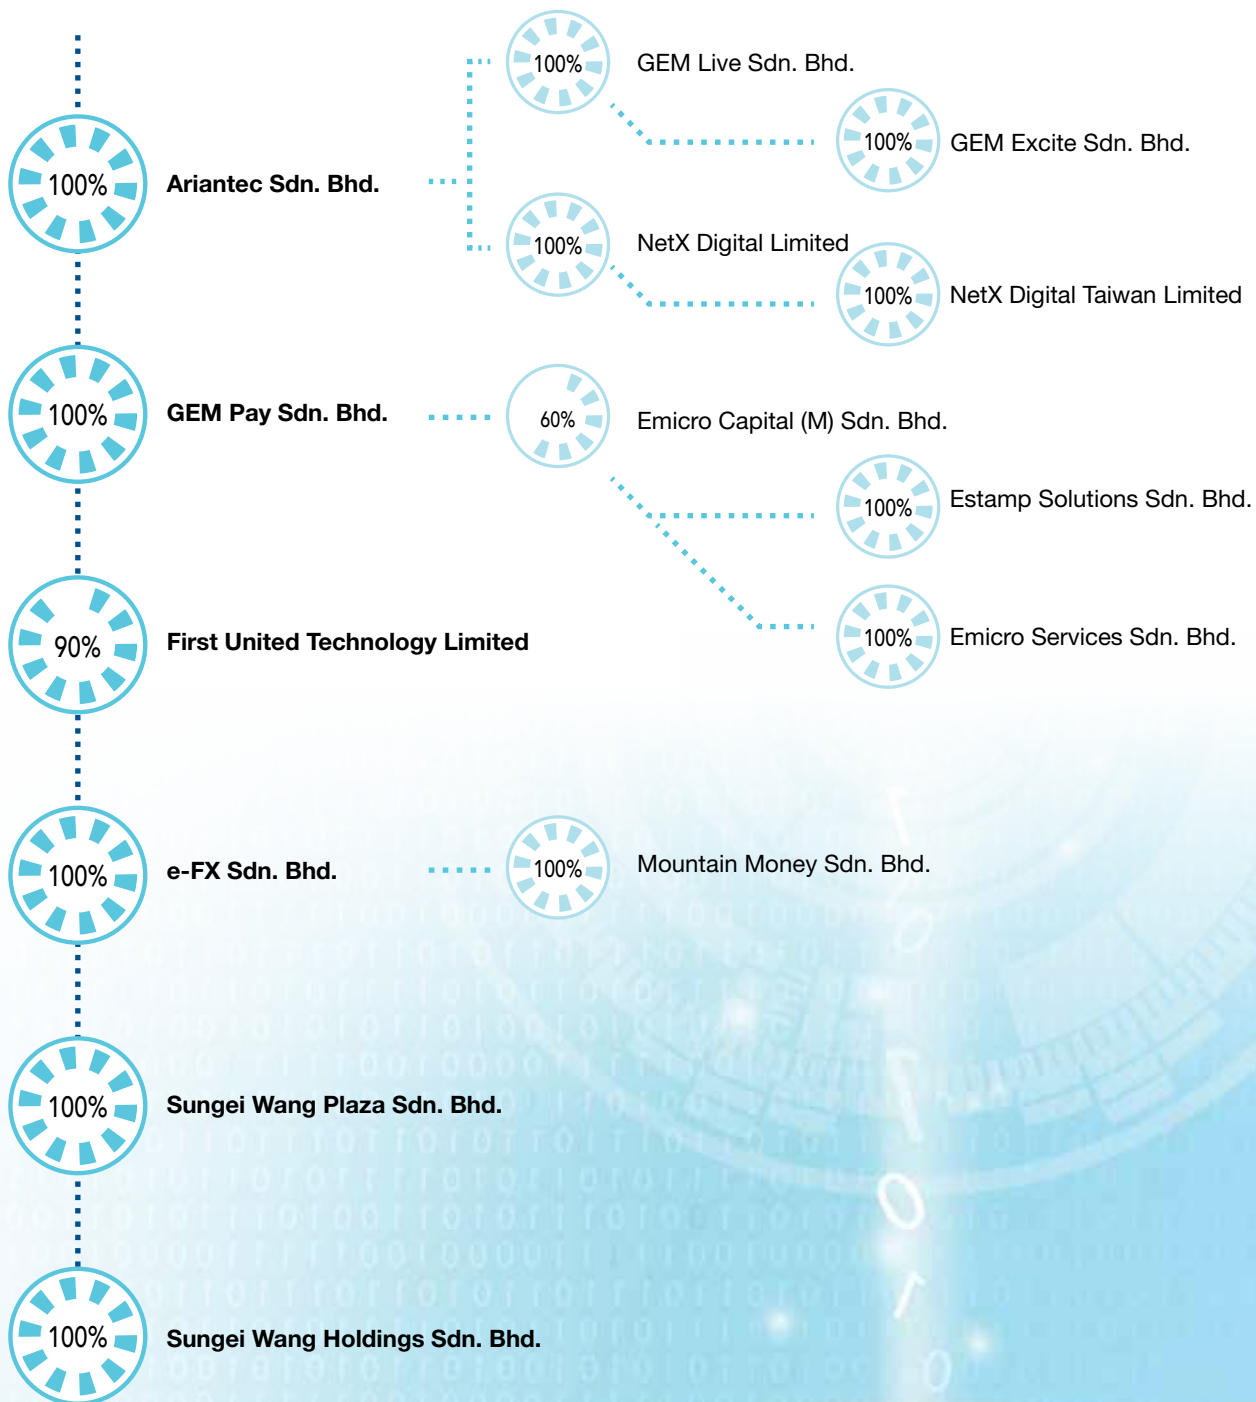 100%
GEM Live Sdn. Bhd.
100%
GEM Excite Sdn. Bhd.
100%
Ariantec Sdn. Bhd.
100%
NetX Digital Limited
100%
NetX Digital Taiwan Limited
100%
GEM Pay Sdn. Bhd.
60%
Emicro Capital (M) Sdn. Bhd.
100%
Estamp Solutions Sdn. Bhd.
100%
Emicro Services Sdn. Bhd.
90%
First United Technology Limited
100%
e-FX Sdn. Bhd.
100%
Mountain Money Sdn. Bhd.
100%
Sungei Wang Plaza Sdn. Bhd.
100%
Sungei Wang Holdings Sdn. Bhd.